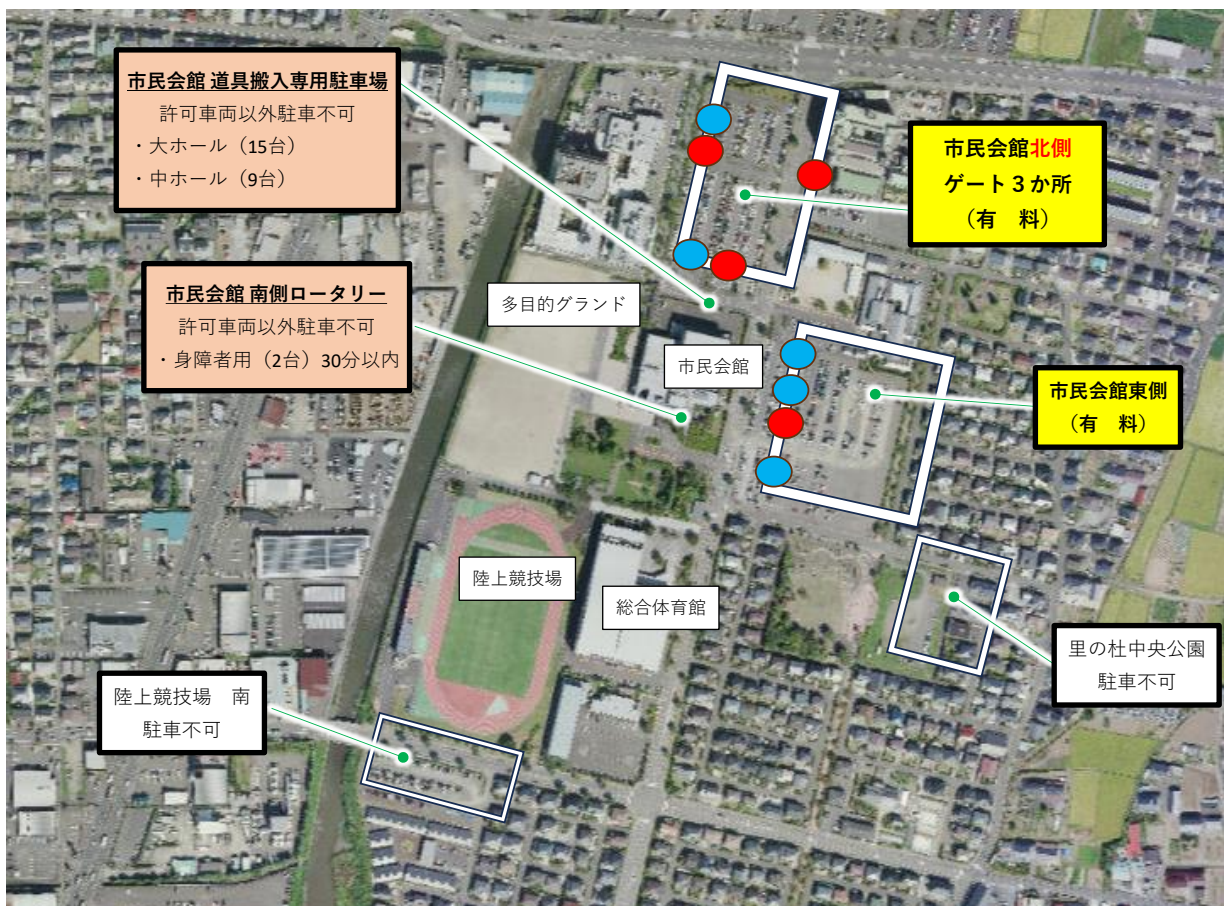 市民会館 道具搬入専用駐車場
許可車両以外駐車不可
・大ホール（15台）
・中ホール（9台）
市民会館北側
ゲート３か所
（有　料）
市民会館 南側ロータリー
許可車両以外駐車不可
・身障者用（2台）30分以内
多目的グランド
市民会館
市民会館東側
（有　料）
陸上競技場
総合体育館
里の杜中央公園
駐車不可
陸上競技場　南
駐車不可